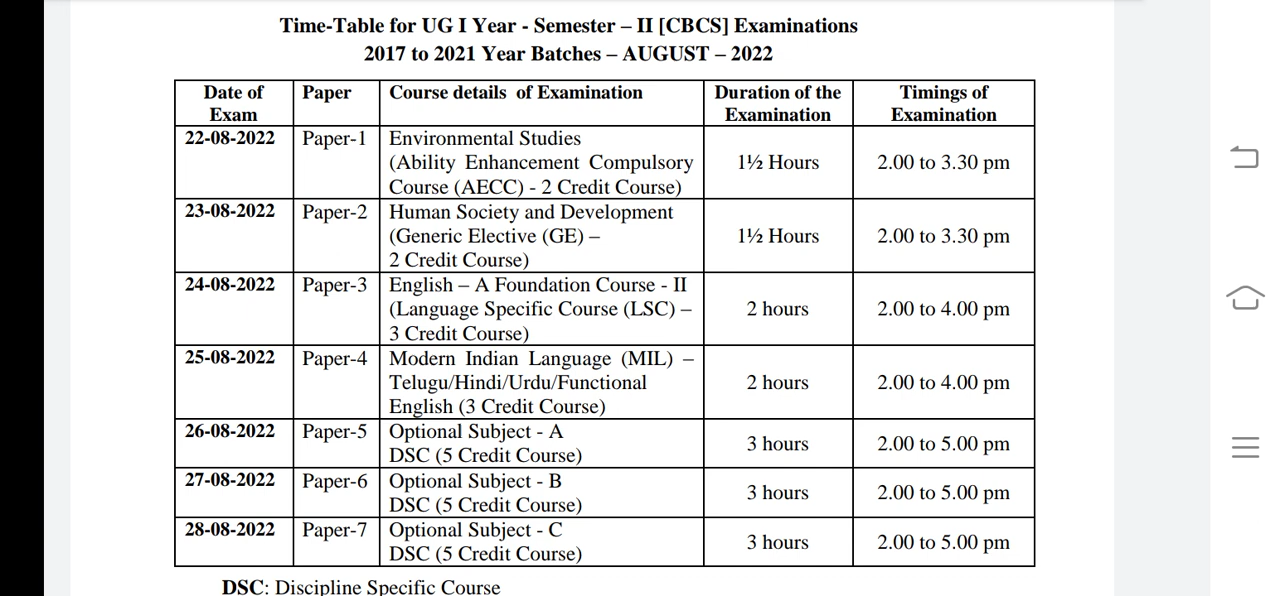 Time-Table for UG I Year - Semester – II [CBCS] Examinations
2017 to 2021 Year Batches – AUGUST – 2022
Date of Exam Paper Course details of Examination Duration of the Examination Timings of Examination
22-08-2022 Paper-1 Environmental Studies
(Ability Enhancement Compulsory
Course (AECC) - 2 Credit Course) 1½ Hours 2.00 to 3.30 pm
23-08-2022 Paper-2 Human Society and Development
(Generic Elective (GE) –
2 Credit Course) 1½ Hours 2.00 to 3.30 pm
24-08-2022 Paper-3 English – A Foundation Course - II
(Language Specific Course (LSC) –
3 Credit Course) 2 hours 2.00 to 4.00 pm
25-08-2022 Paper-4 Modern Indian Language (MIL) –
Telugu/Hindi/Urdu/Functional
English (3 Credit Course) 2 hours 2.00 to 4.00 pm
26-08-2022 Paper-5 Optional Subject - A
DSC (5 Credit Course) 3 hours 2.00 to 5.00 pm
27-08-2022 Paper-6 Optional Subject - B
DSC (5 Credit Course) 3 hours 2.00 to 5.00 pm
28-08-2022 Paper-7 Optional Subject - C
DSC (5 Credit Course) 3 hours 2.00 to 5.00 pm
DSC: Discipline Specific Course